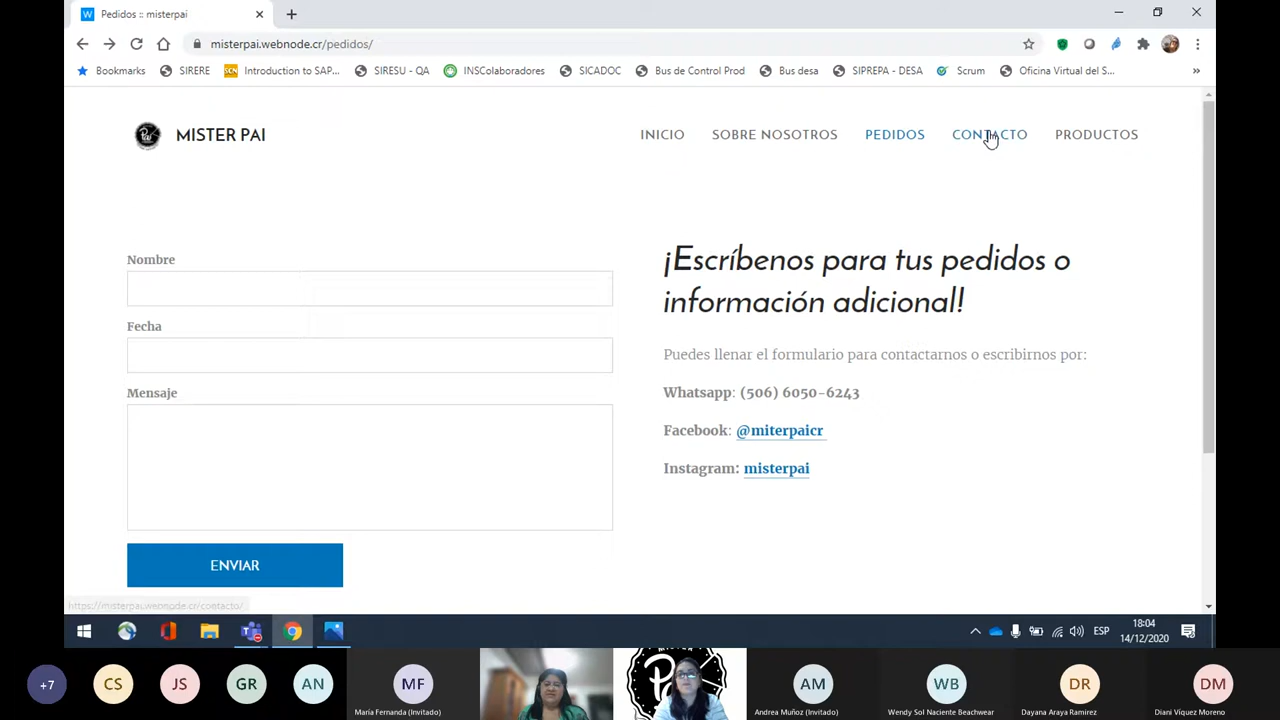 Pedidos :: misterpai
misterpai.webnode.cr/pedidos/
Bookmarks SIRERE Introduction to SAP... SIRESU - QA INSColaboradores SICADOC Bus de Control Prod Bus desa SIPREPA - DESA Scrum Oficina Virtual del S... »
MISTER PAI
INICIO SOBRE NOSOTROS PEDIDOS CONTACTO PRODUCTOS
Nombre
Fecha
Mensaje
ENVIAR
¡Escríbenos para tus pedidos o
información adicional!
Puedes llenar el formulario para contactarnos o escribirnos por:
Whatsapp: (506) 6050-6243
Facebook: @miterpaicr
Instagram: misterpai
https://misterpai.webnode.cr/contacto/
ESP
18:04
14/12/2020
+7 CS JS GR AN MF AM WB DR DM
María Fernanda (Invitado) Andrea Muñoz (Invitado) Wendy Sol Naciente Beachwear Dayana Araya Ramirez Diani Víquez Moreno